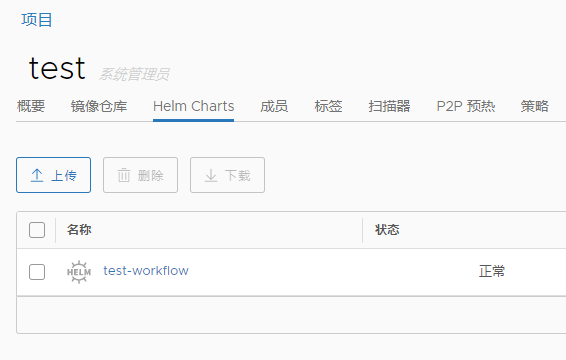 项目
test 系统管理员
概要 镜像仓库 Helm Charts 成员 标签 扫描器 P2P 预热 策略
上传 删除 下载
名称 状态
HELM test-workflow 正常